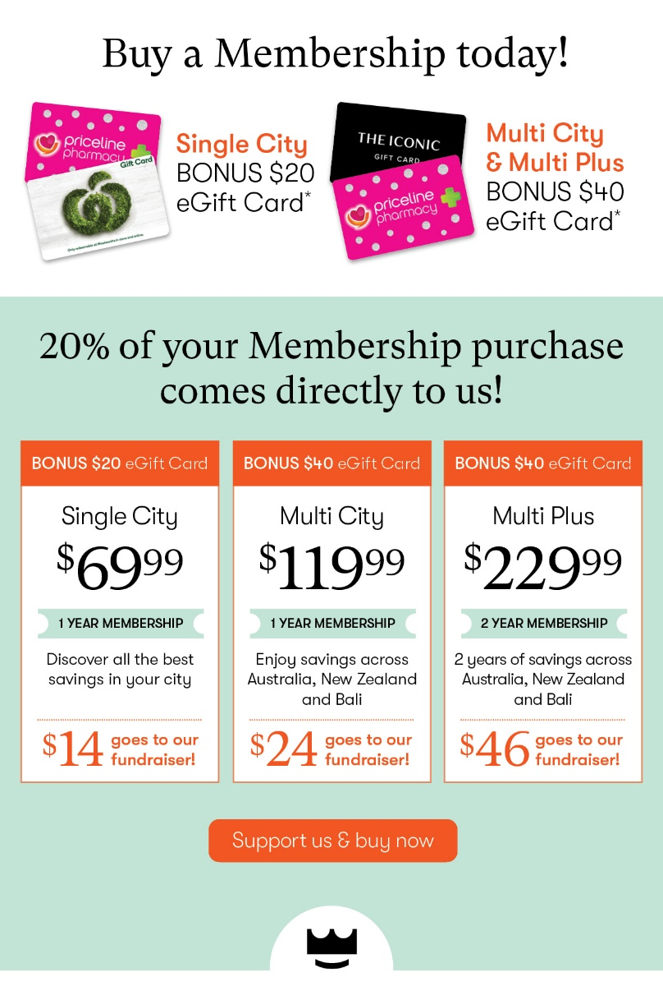 Buy a Membership today!
priceline
pharmacy
Gift Card
Only redeemable at Woolworths in store and online.
Single City
BONUS $20
eGift Card*
THE ICONIC
GIFT CARD
priceline
pharmacy
Multi City
& Multi Plus
BONUS $40
eGift Card*
20% of your Membership purchase
comes directly to us!
BONUS $20 eGift Card
Single City
$69.99
1 YEAR MEMBERSHIP
Discover all the best
savings in your city
$14 goes to our
fundraiser!
BONUS $40 eGift Card
Multi City
$119.99
1 YEAR MEMBERSHIP
Enjoy savings across
Australia, New Zealand
and Bali
$24 goes to our
fundraiser!
BONUS $40 eGift Card
Multi Plus
$229.99
2 YEAR MEMBERSHIP
2 years of savings across
Australia, New Zealand
and Bali
$46 goes to our
fundraiser!
Support us & buy now